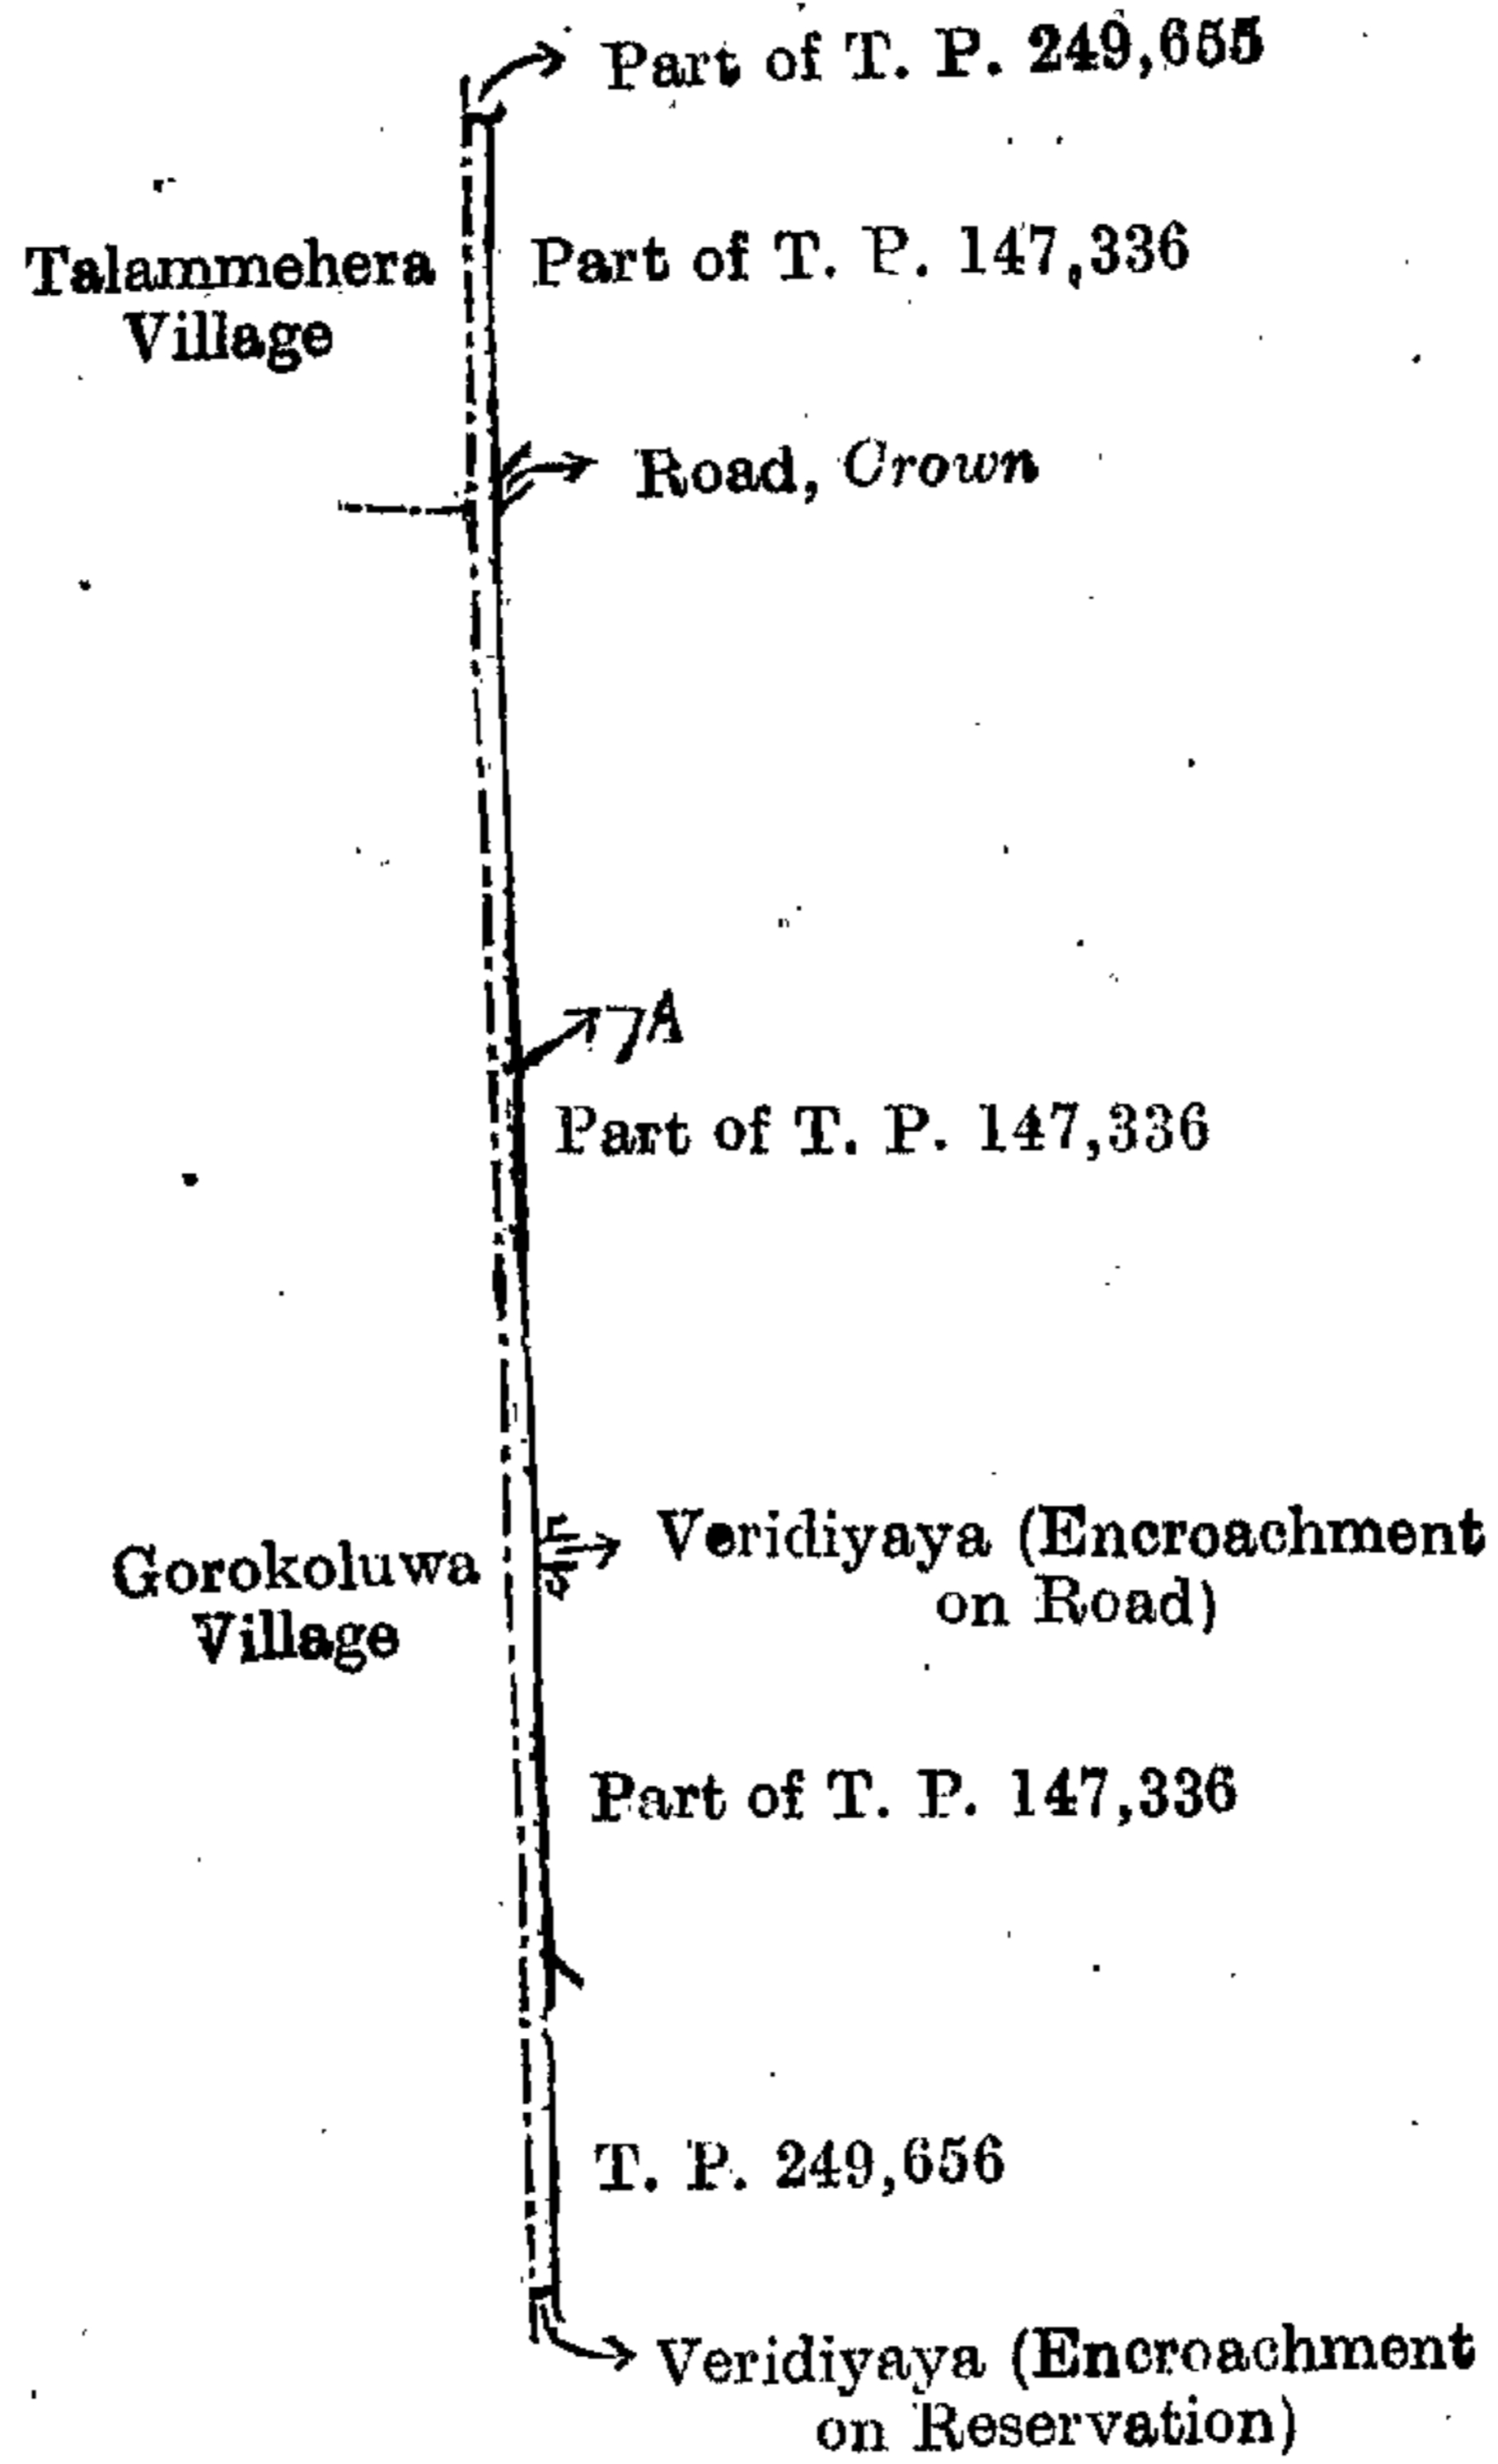 Part of T. P. 249,655
Talammehera
Village
Part of T. P. 147,336
Road, Crown
7A
Part of T. P. 147,336
Gorokoluwa
Village
Veridiyaya (Encroachment
on Road)
Part of T. P. 147,336
T. P. 249,656
Veridiyaya (Encroachment
on Reservation)